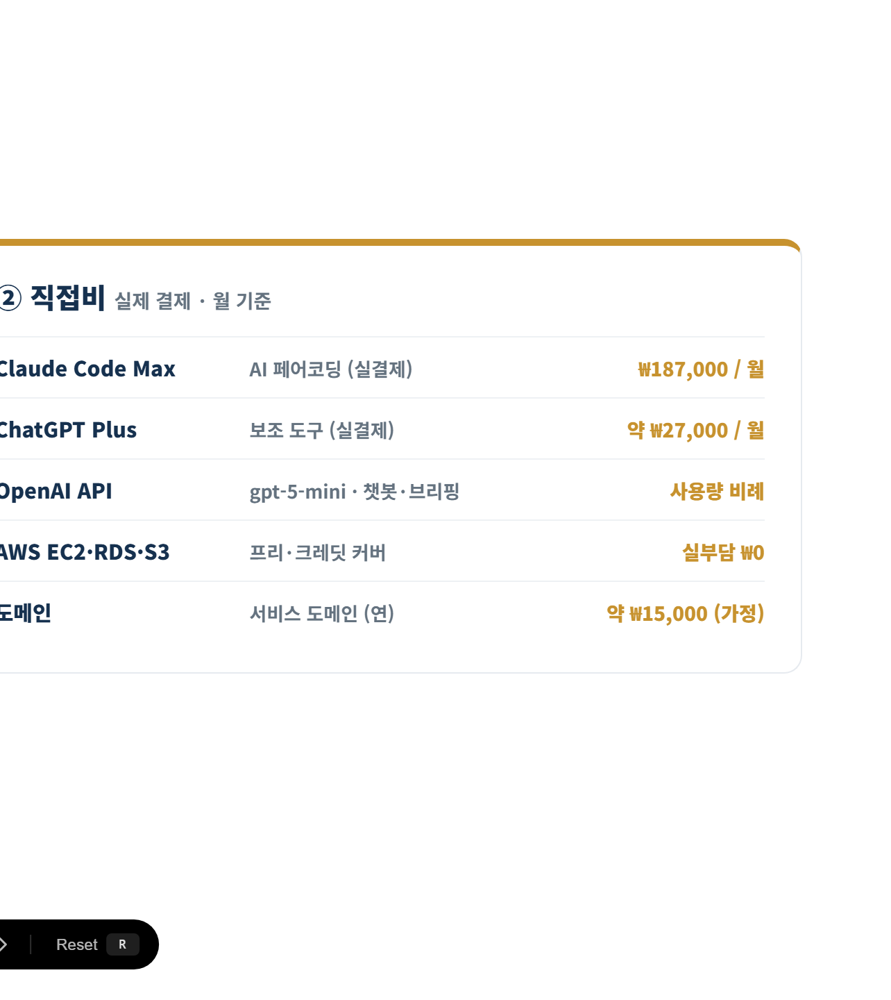 ② 직접비 실제 결제 · 월 기준
Claude Code Max AI 페어코딩 (실결제) ₩187,000 / 월
ChatGPT Plus 보조 도구 (실결제) 약 ₩27,000 / 월
OpenAI API gpt-5-mini · 챗봇·브리핑 사용량 비례
AWS EC2·RDS·S3 프리·크레딧 커버 실부담 ₩0
도메인 서비스 도메인 (연) 약 ₩15,000 (가정)
Reset R